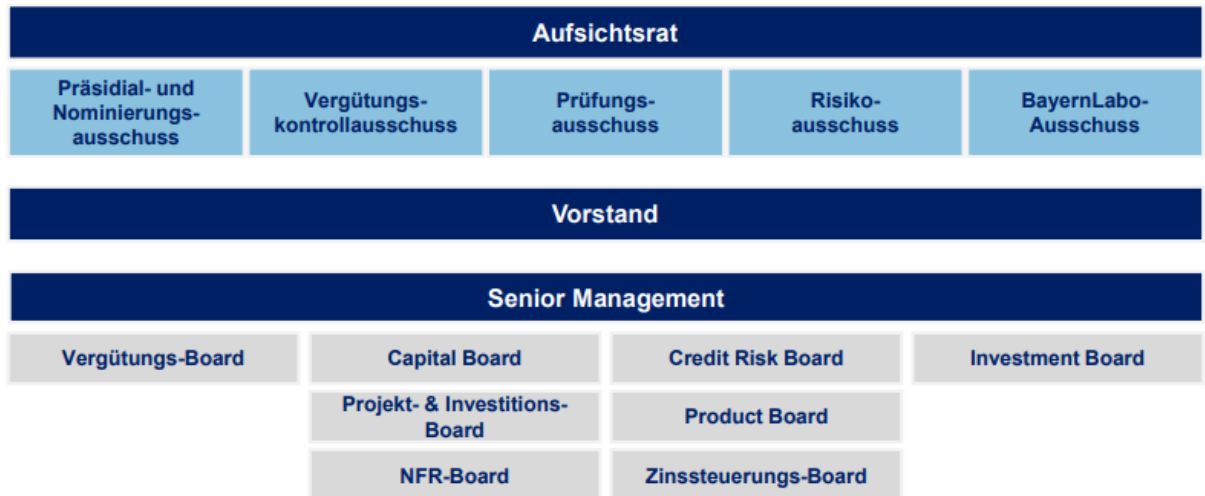 Aufsichtsrat
Präsidial- und
Nominierungs-
ausschuss
Vergütungs-
kontrollausschuss
Prüfungs-
ausschuss
Risiko-
ausschuss
BayernLabo-
Ausschuss
Vorstand
Senior Management
Vergütungs-Board
Capital Board
Credit Risk Board
Investment Board
Projekt- & Investitions-
Board
Product Board
NFR-Board
Zinssteuerungs-Board